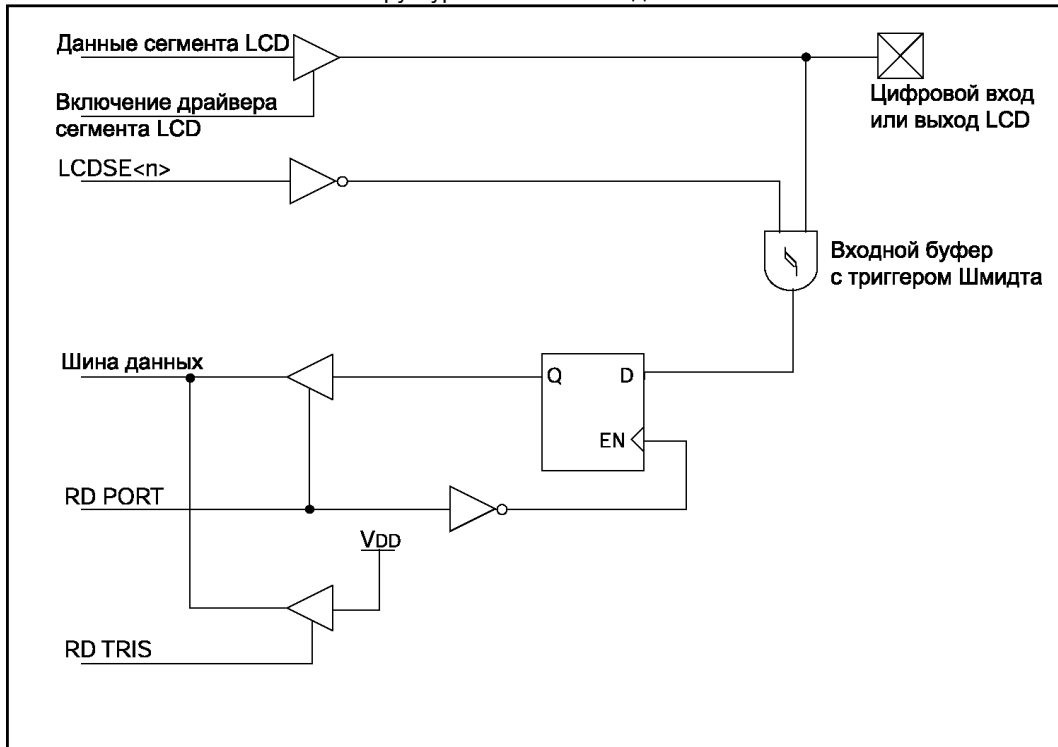 Данные сегмента LCD
Включение драйвера
сегмента LCD
LCDSE<n>
Цифровой вход
или выход LCD
Входной буфер
с триггером Шмидта
Шина данных
Q
D
EN
RD PORT
VDD
RD TRIS